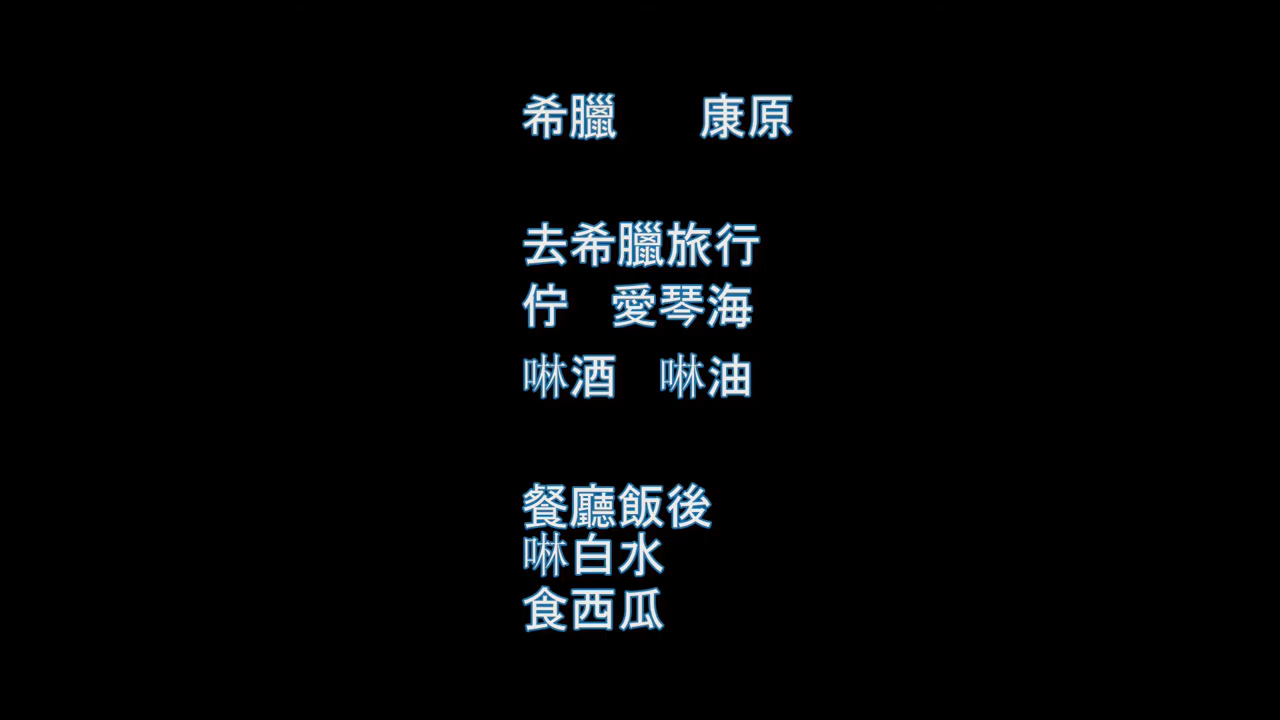 希臘　　康原
去希臘旅行
佇　愛琴海
啉酒　啉油
餐廳飯後
啉白水
食西瓜